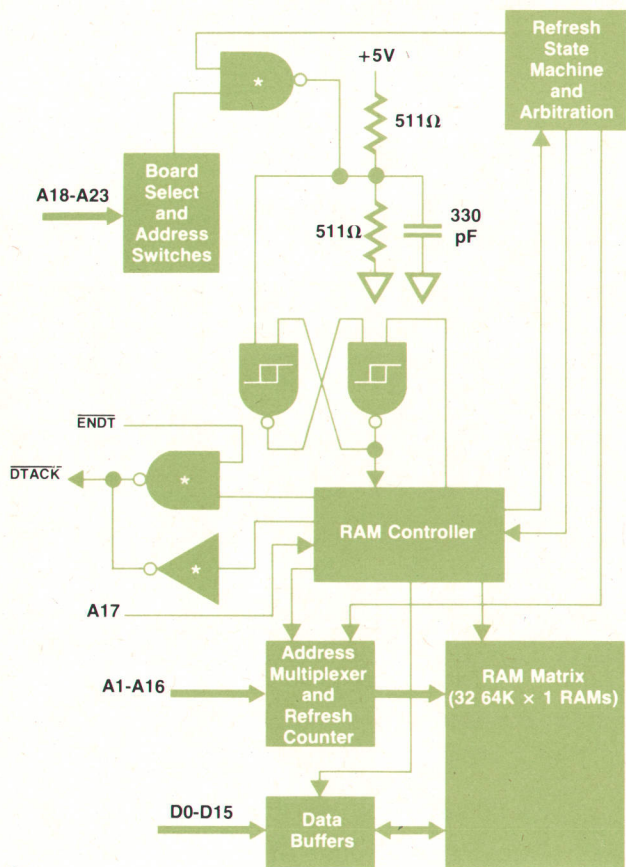 Refresh
State
Machine
and
Arbitration
*
+5V
511Ω
Board
Select
and
Address
Switches
A18-A23
511Ω
330
pF
ENDT
DTACK
*
*
RAM Controller
A17
Address
Multiplexer
and
Refresh
Counter
A1-A16
RAM Matrix
(32 64K × 1 RAMs)
D0-D15
Data
Buffers